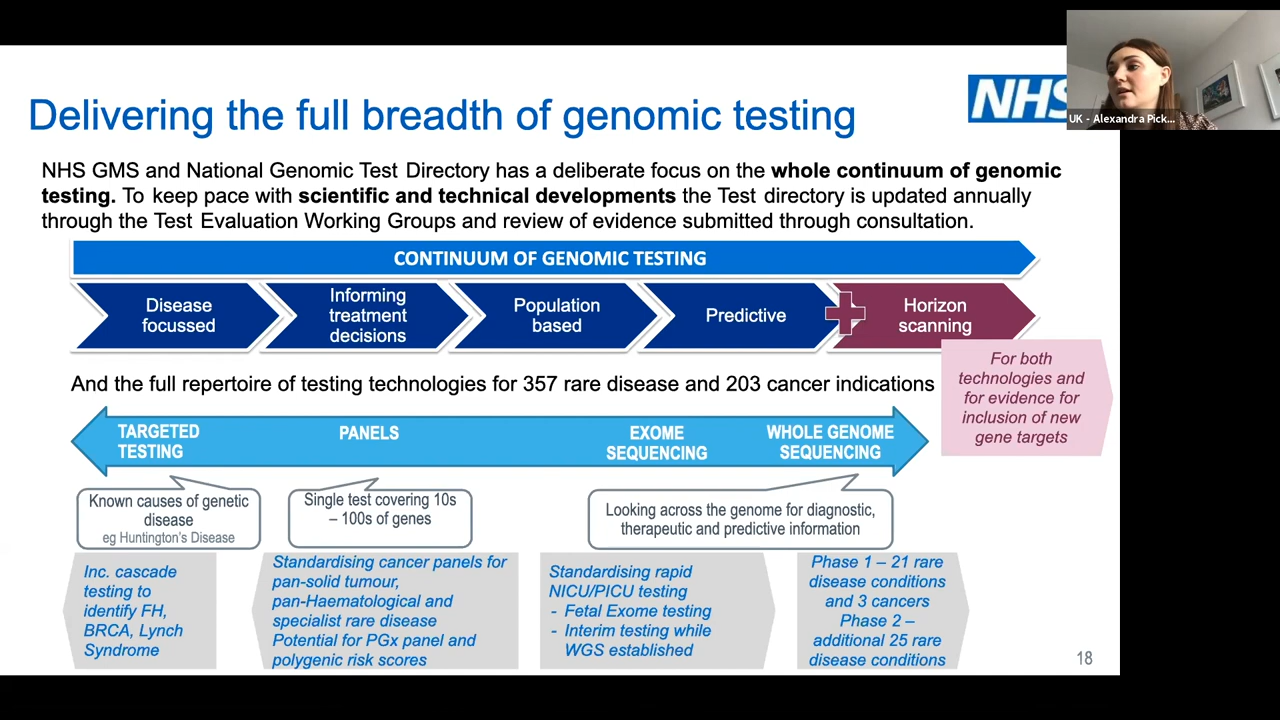 Delivering the full breadth of genomic testing
NHS
UK - Alexandra Pick...
NHS GMS and National Genomic Test Directory has a deliberate focus on the whole continuum of genomic
testing. To keep pace with scientific and technical developments the Test directory is updated annually
through the Test Evaluation Working Groups and review of evidence submitted through consultation.
CONTINUUM OF GENOMIC TESTING
Disease
focussed
Informing
treatment
decisions
Population
based
Predictive
Horizon
scanning
For both
technologies and
for evidence for
inclusion of new
gene targets
And the full repertoire of testing technologies for 357 rare disease and 203 cancer indications
TARGETED
TESTING
PANELS
EXOME
SEQUENCING
WHOLE GENOME
SEQUENCING
Known causes of genetic
disease
eg Huntington's Disease
Single test covering 10s
– 100s of genes
Looking across the genome for diagnostic,
therapeutic and predictive information
Inc. cascade
testing to
identify FH,
BRCA, Lynch
Syndrome
Standardising cancer panels for
pan-solid tumour,
pan-Haematological and
specialist rare disease
Potential for PGx panel and
polygenic risk scores
Standardising rapid
NICU/PICU testing
- Fetal Exome testing
- Interim testing while
WGS established
Phase 1 – 21 rare
disease conditions
and 3 cancers
Phase 2 –
additional 25 rare
disease conditions
18